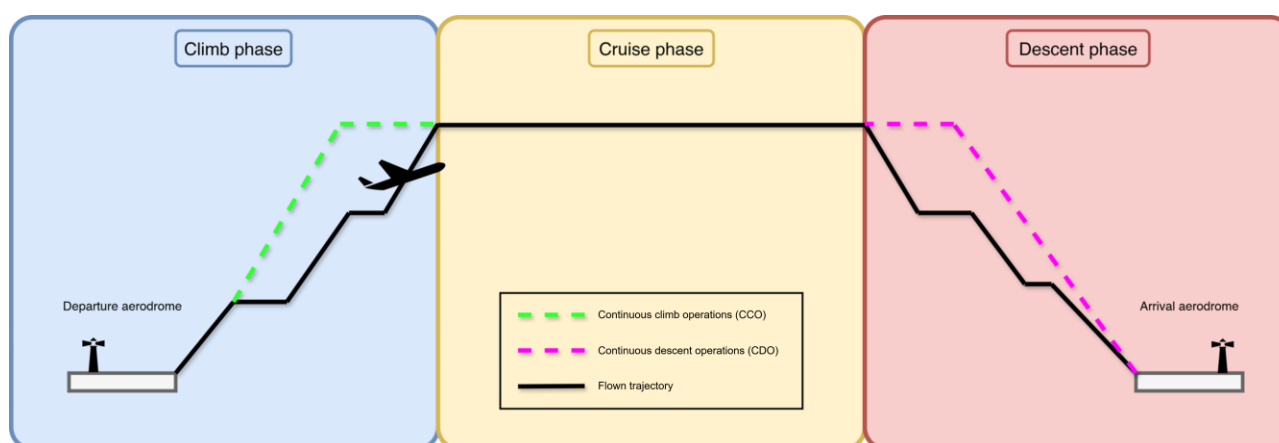 Climb phase
Cruise phase
Descent phase
Departure aerodrome
Arrival aerodrome
Continuous climb operations (CCO)
Continuous descent operations (CDO)
Flown trajectory